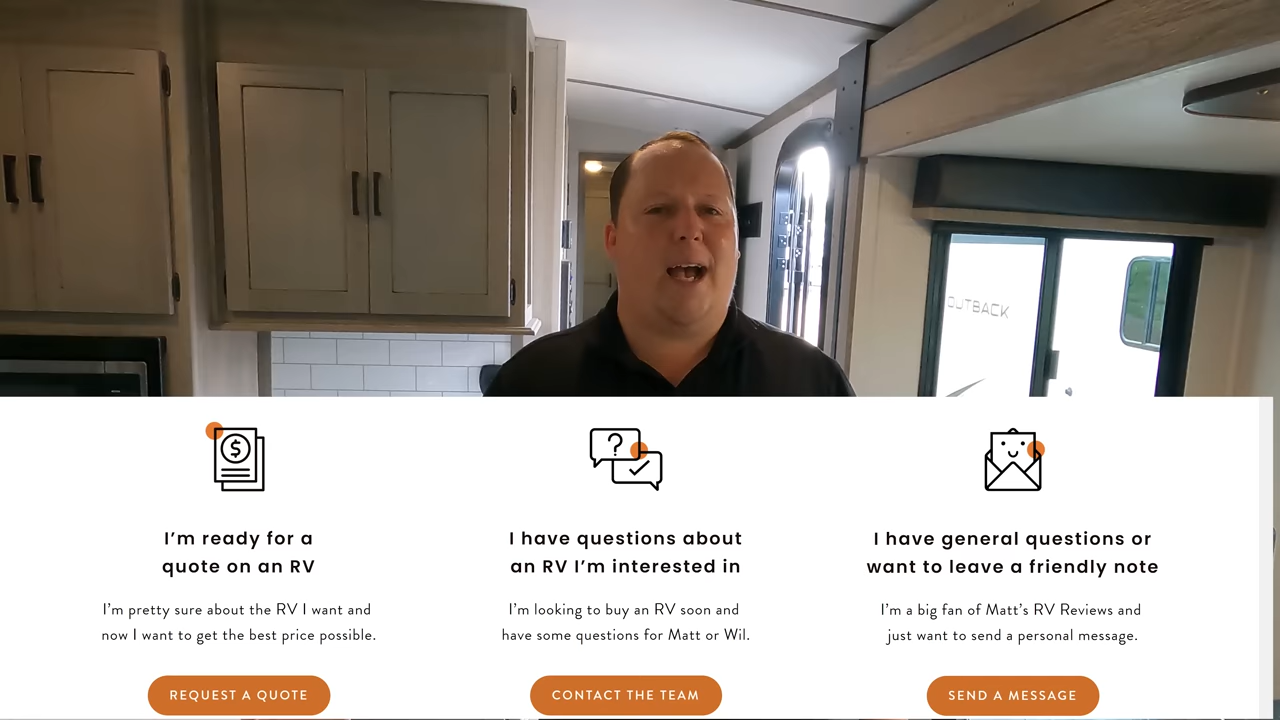 OUTBACK
$
?
I'm ready for a
quote on an RV
I'm pretty sure about the RV I want and
now I want to get the best price possible.
REQUEST A QUOTE
I have questions about
an RV I'm interested in
I'm looking to buy an RV soon and
have some questions for Matt or Wil.
CONTACT THE TEAM
I have general questions or
want to leave a friendly note
I'm a big fan of Matt's RV Reviews and
just want to send a personal message.
SEND A MESSAGE